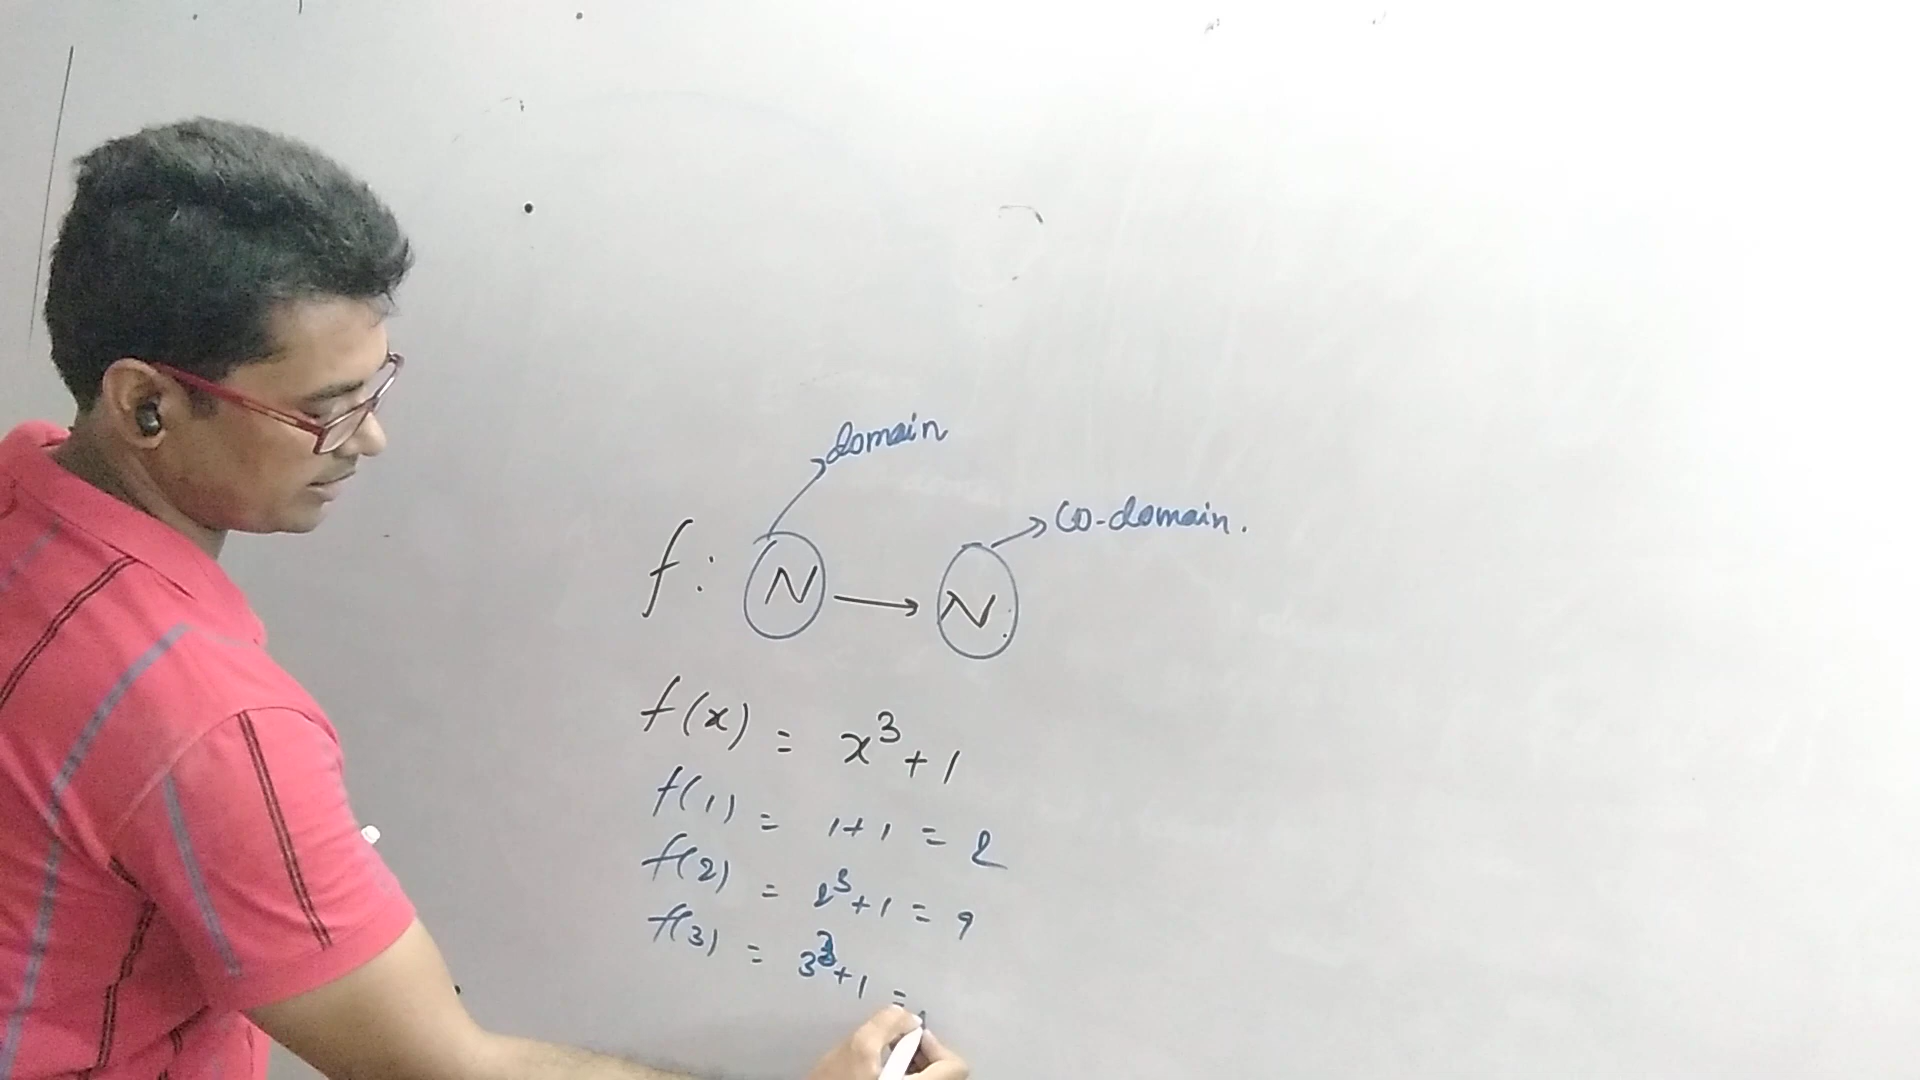 domain
co-domain.
f: N → N.
f(x) = x³+1
f(1) = 1+1 = 2
f(2) = 2³+1 = 9
f(3) = 3³+1 =